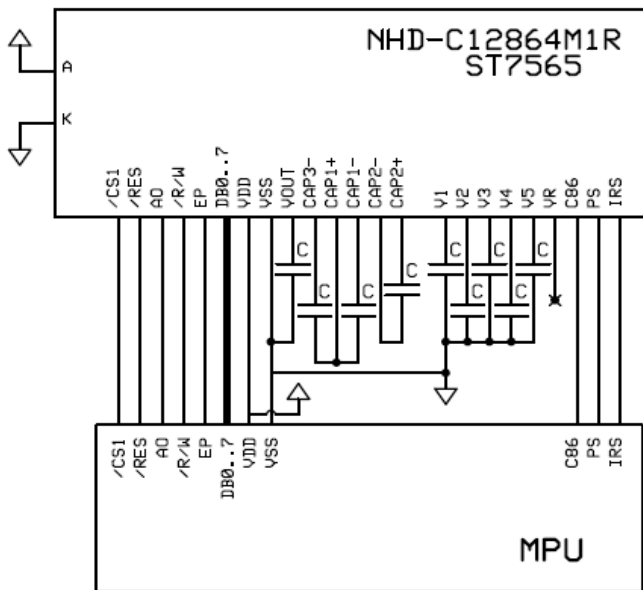 NHD-C12864M1R
ST7565
A
K
/CS1
/RES
A0
/R/W
EP
DB0..7
VDD
VSS
VOUT
CAP3-
CAP1+
CAP1-
CAP2-
CAP2+
V1
V2
V3
V4
V5
VR
C86
PS
IRS
C
C
C
C
C
C
C
C
C
/CS1
/RES
A0
/R/W
EP
DB0..7
VDD
VSS
C86
PS
IRS
MPU